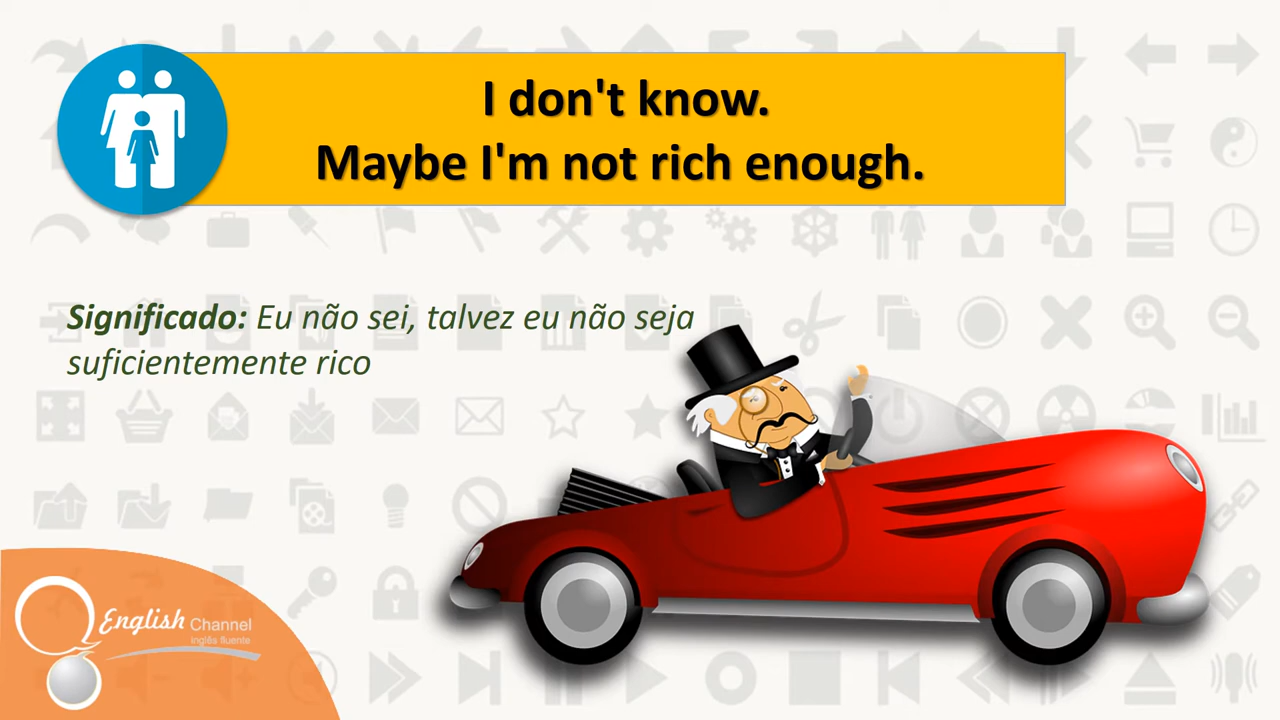 I don't know.
Maybe I'm not rich enough.
Significado: Eu não sei, talvez eu não seja
suficientemente rico
English Channel
inglês fluente